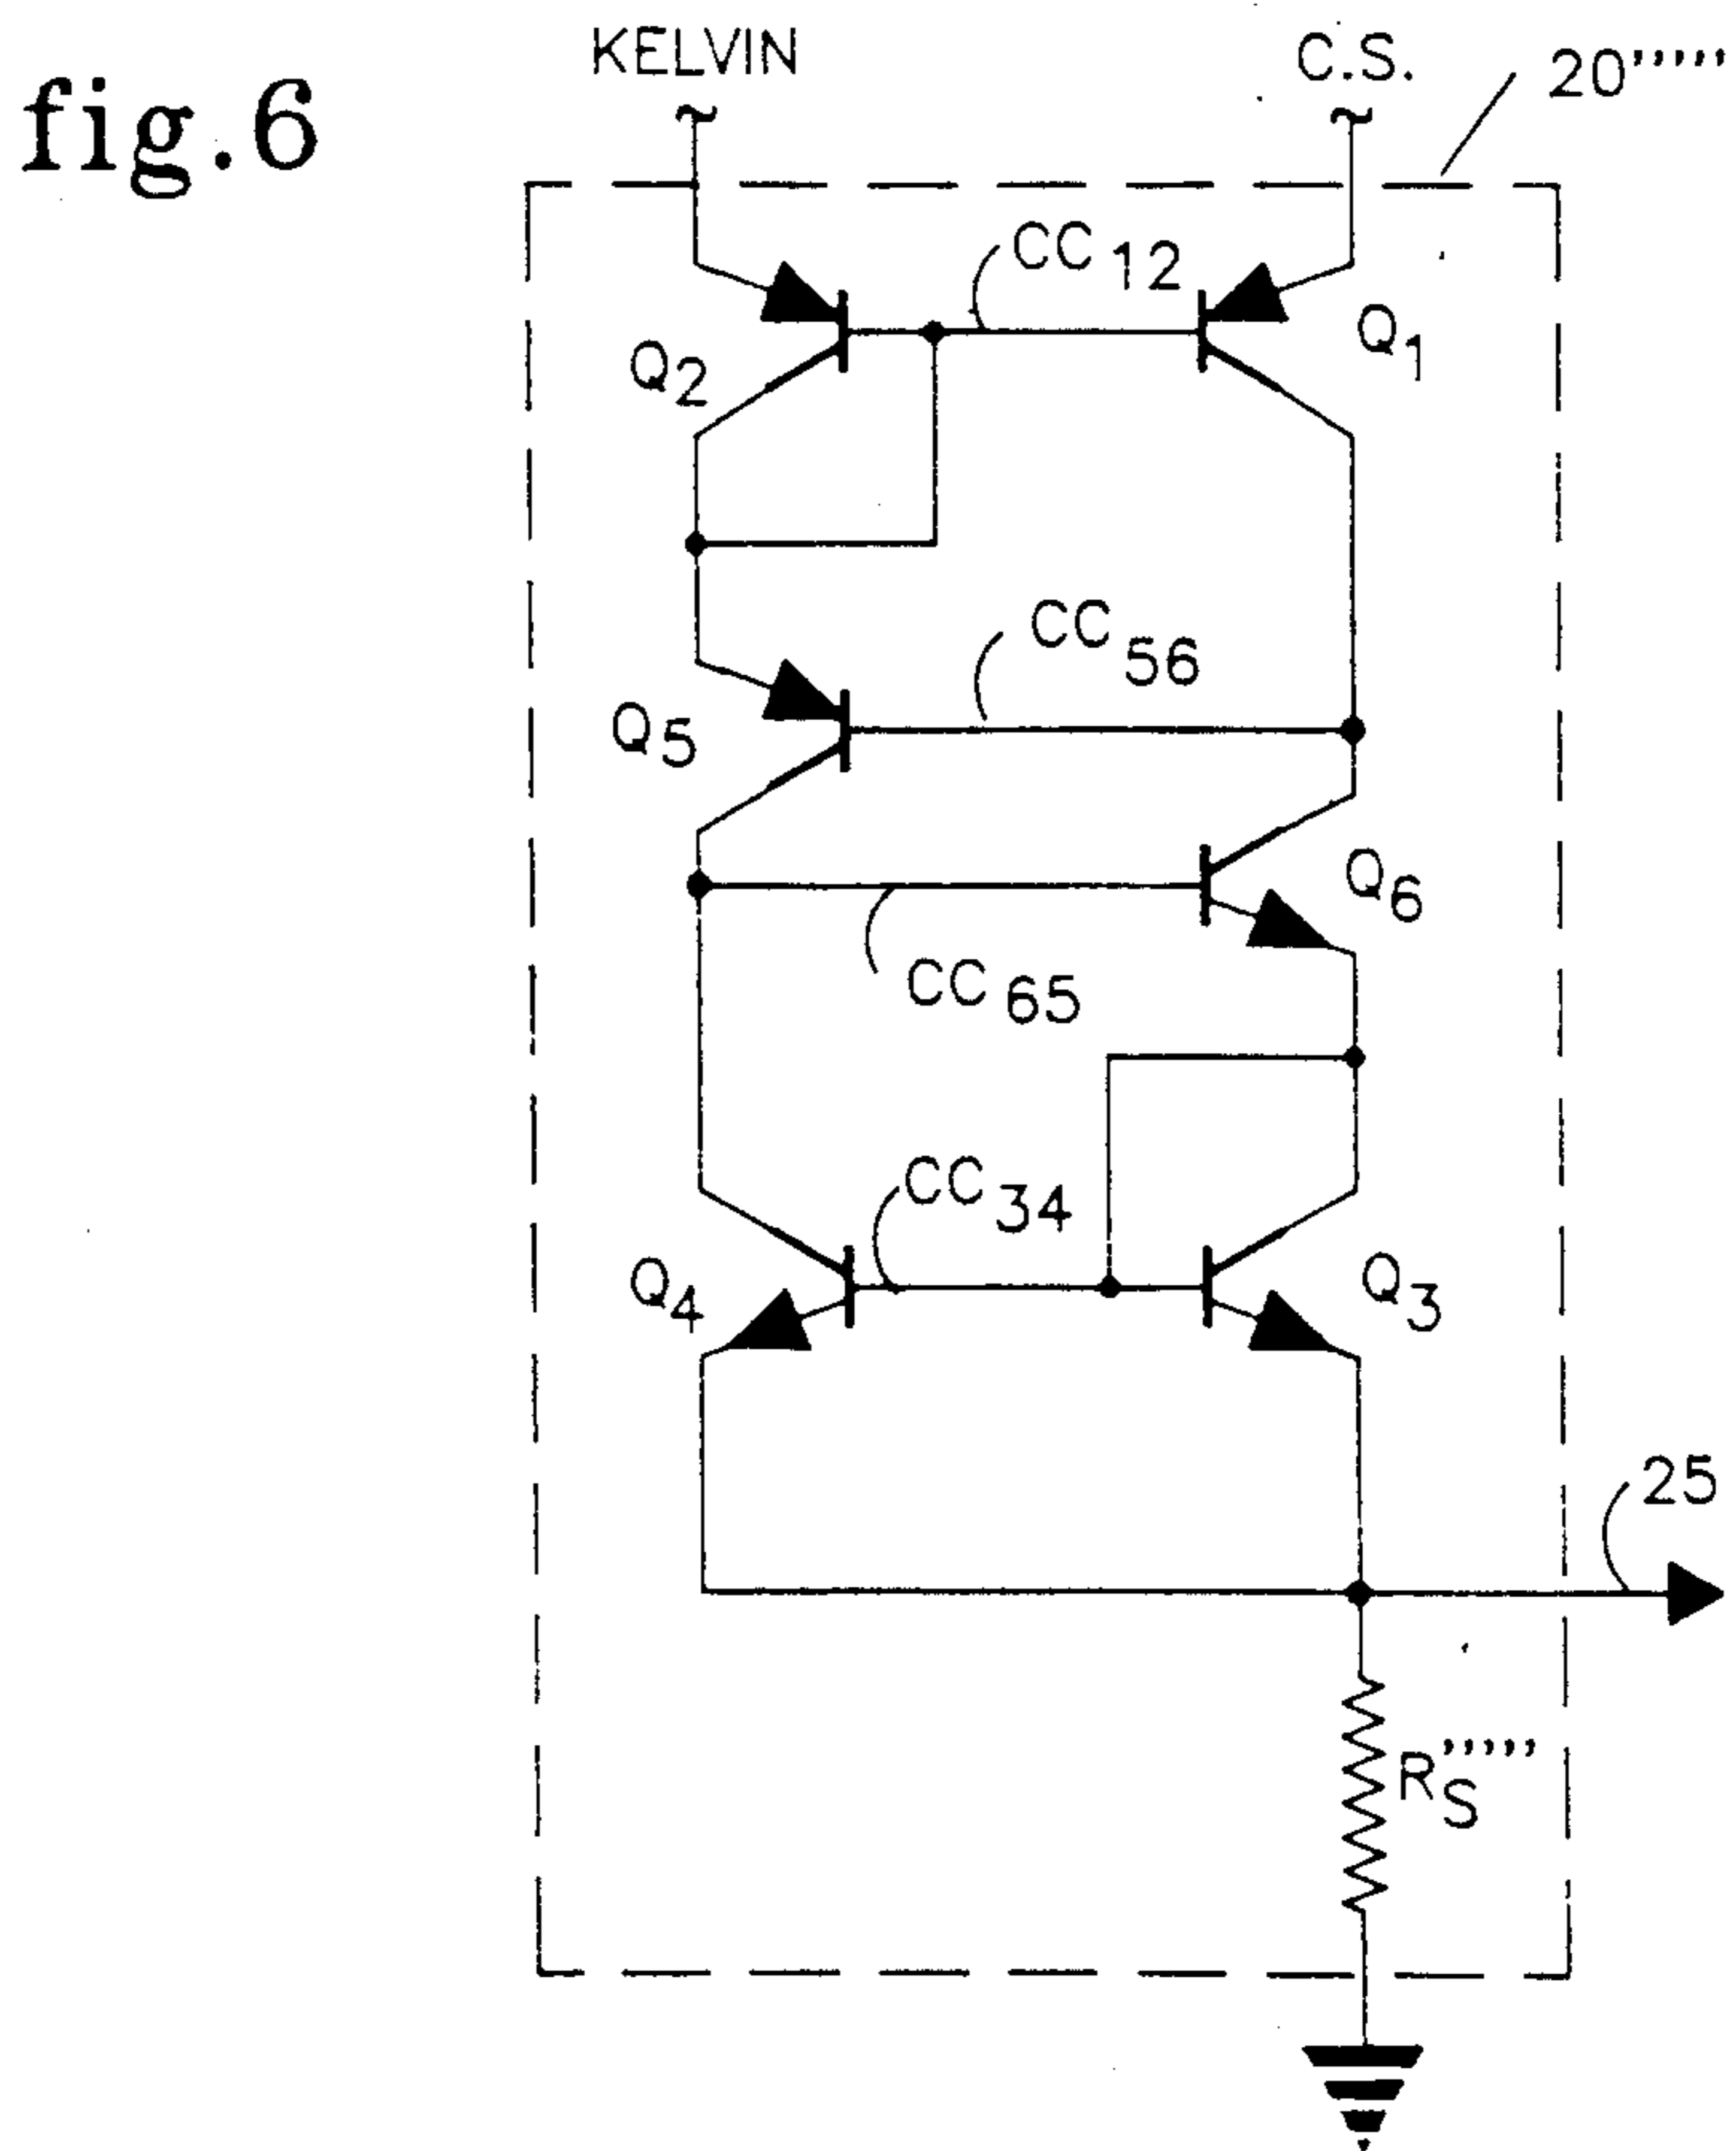 fig.6
KELVIN
C.S.
20'''''
CC12
Q2
Q1
CC56
Q5
Q6
CC65
CC34
Q4
Q3
25
RS'''''